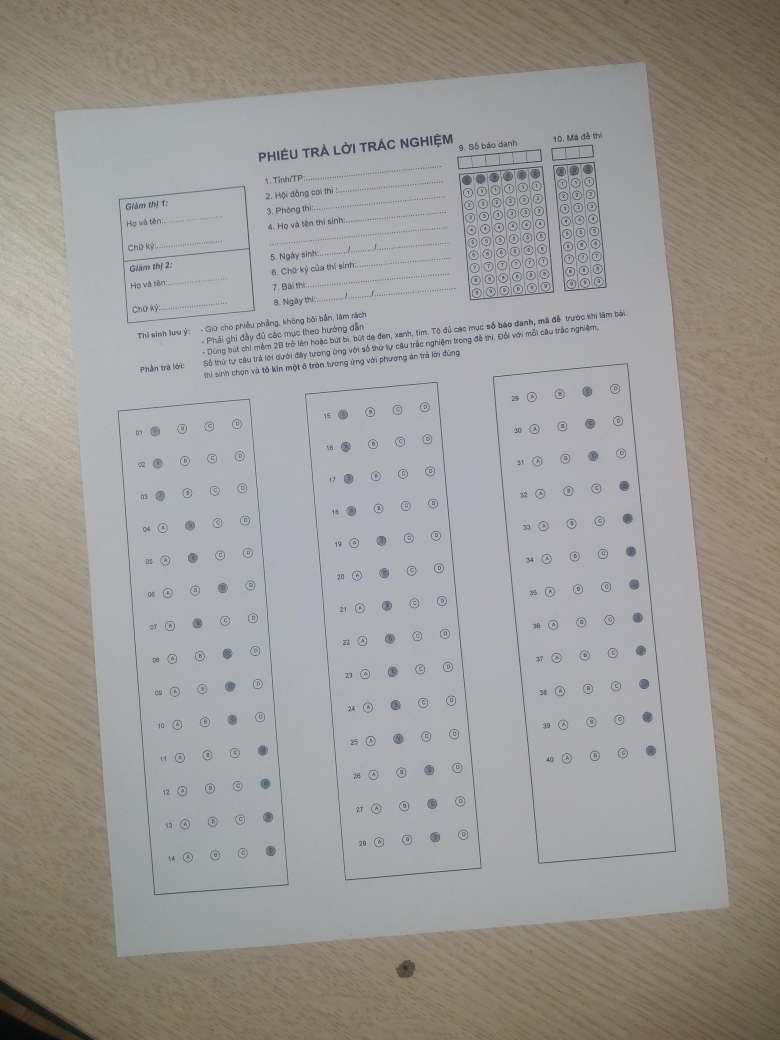 PHIẾU TRẢ LỜI TRẮC NGHIỆM
Giám thị 1:
Họ và tên:
Chữ ký:
Giám thị 2:
Họ và tên:
Chữ ký:
1. Tỉnh/TP:
2. Hội đồng coi thi :
3. Phòng thi:
4. Họ và tên thí sinh:
5. Ngày sinh: / /
6. Chữ ký của thí sinh:
7. Bài thi:
8. Ngày thi: / /
9. Số báo danh
10. Mã đề thi
Thí sinh lưu ý: - Giữ cho phiếu phẳng, không bôi bẩn, làm rách
- Phải ghi đầy đủ các mục theo hướng dẫn
- Dùng bút chì mềm 2B trở lên hoặc bút bi, bút dạ đen, xanh, tím. Tô đủ các mục số báo danh, mã đề trước khi làm bài.
Phần trả lời: Số thứ tự câu trả lời dưới đây tương ứng với số thứ tự câu trắc nghiệm trong đề thi. Đối với mỗi câu trắc nghiệm,
thí sinh chọn và tô kín một ô tròn tương ứng với phương án trả lời đúng
01 B C D
02 B C D
03 B C D
04 A C D
05 A C D
06 A B D
07 A C D
08 A B D
09 A B D
10 A B D
11 A B C
12 A B C
13 A B C
14 A B C
15 B C D
16 B C D
17 B C D
18 B C D
19 A C D
20 A C D
21 A C D
22 A C D
23 A C D
24 A C D
25 A C D
26 A B D
27 A B D
28 A B D
29 A B D
30 A B D
31 A B D
32 A B C
33 A B C
34 A B C
35 A B C
36 A B C
37 A B C
38 A B C
39 A B C
40 A B C